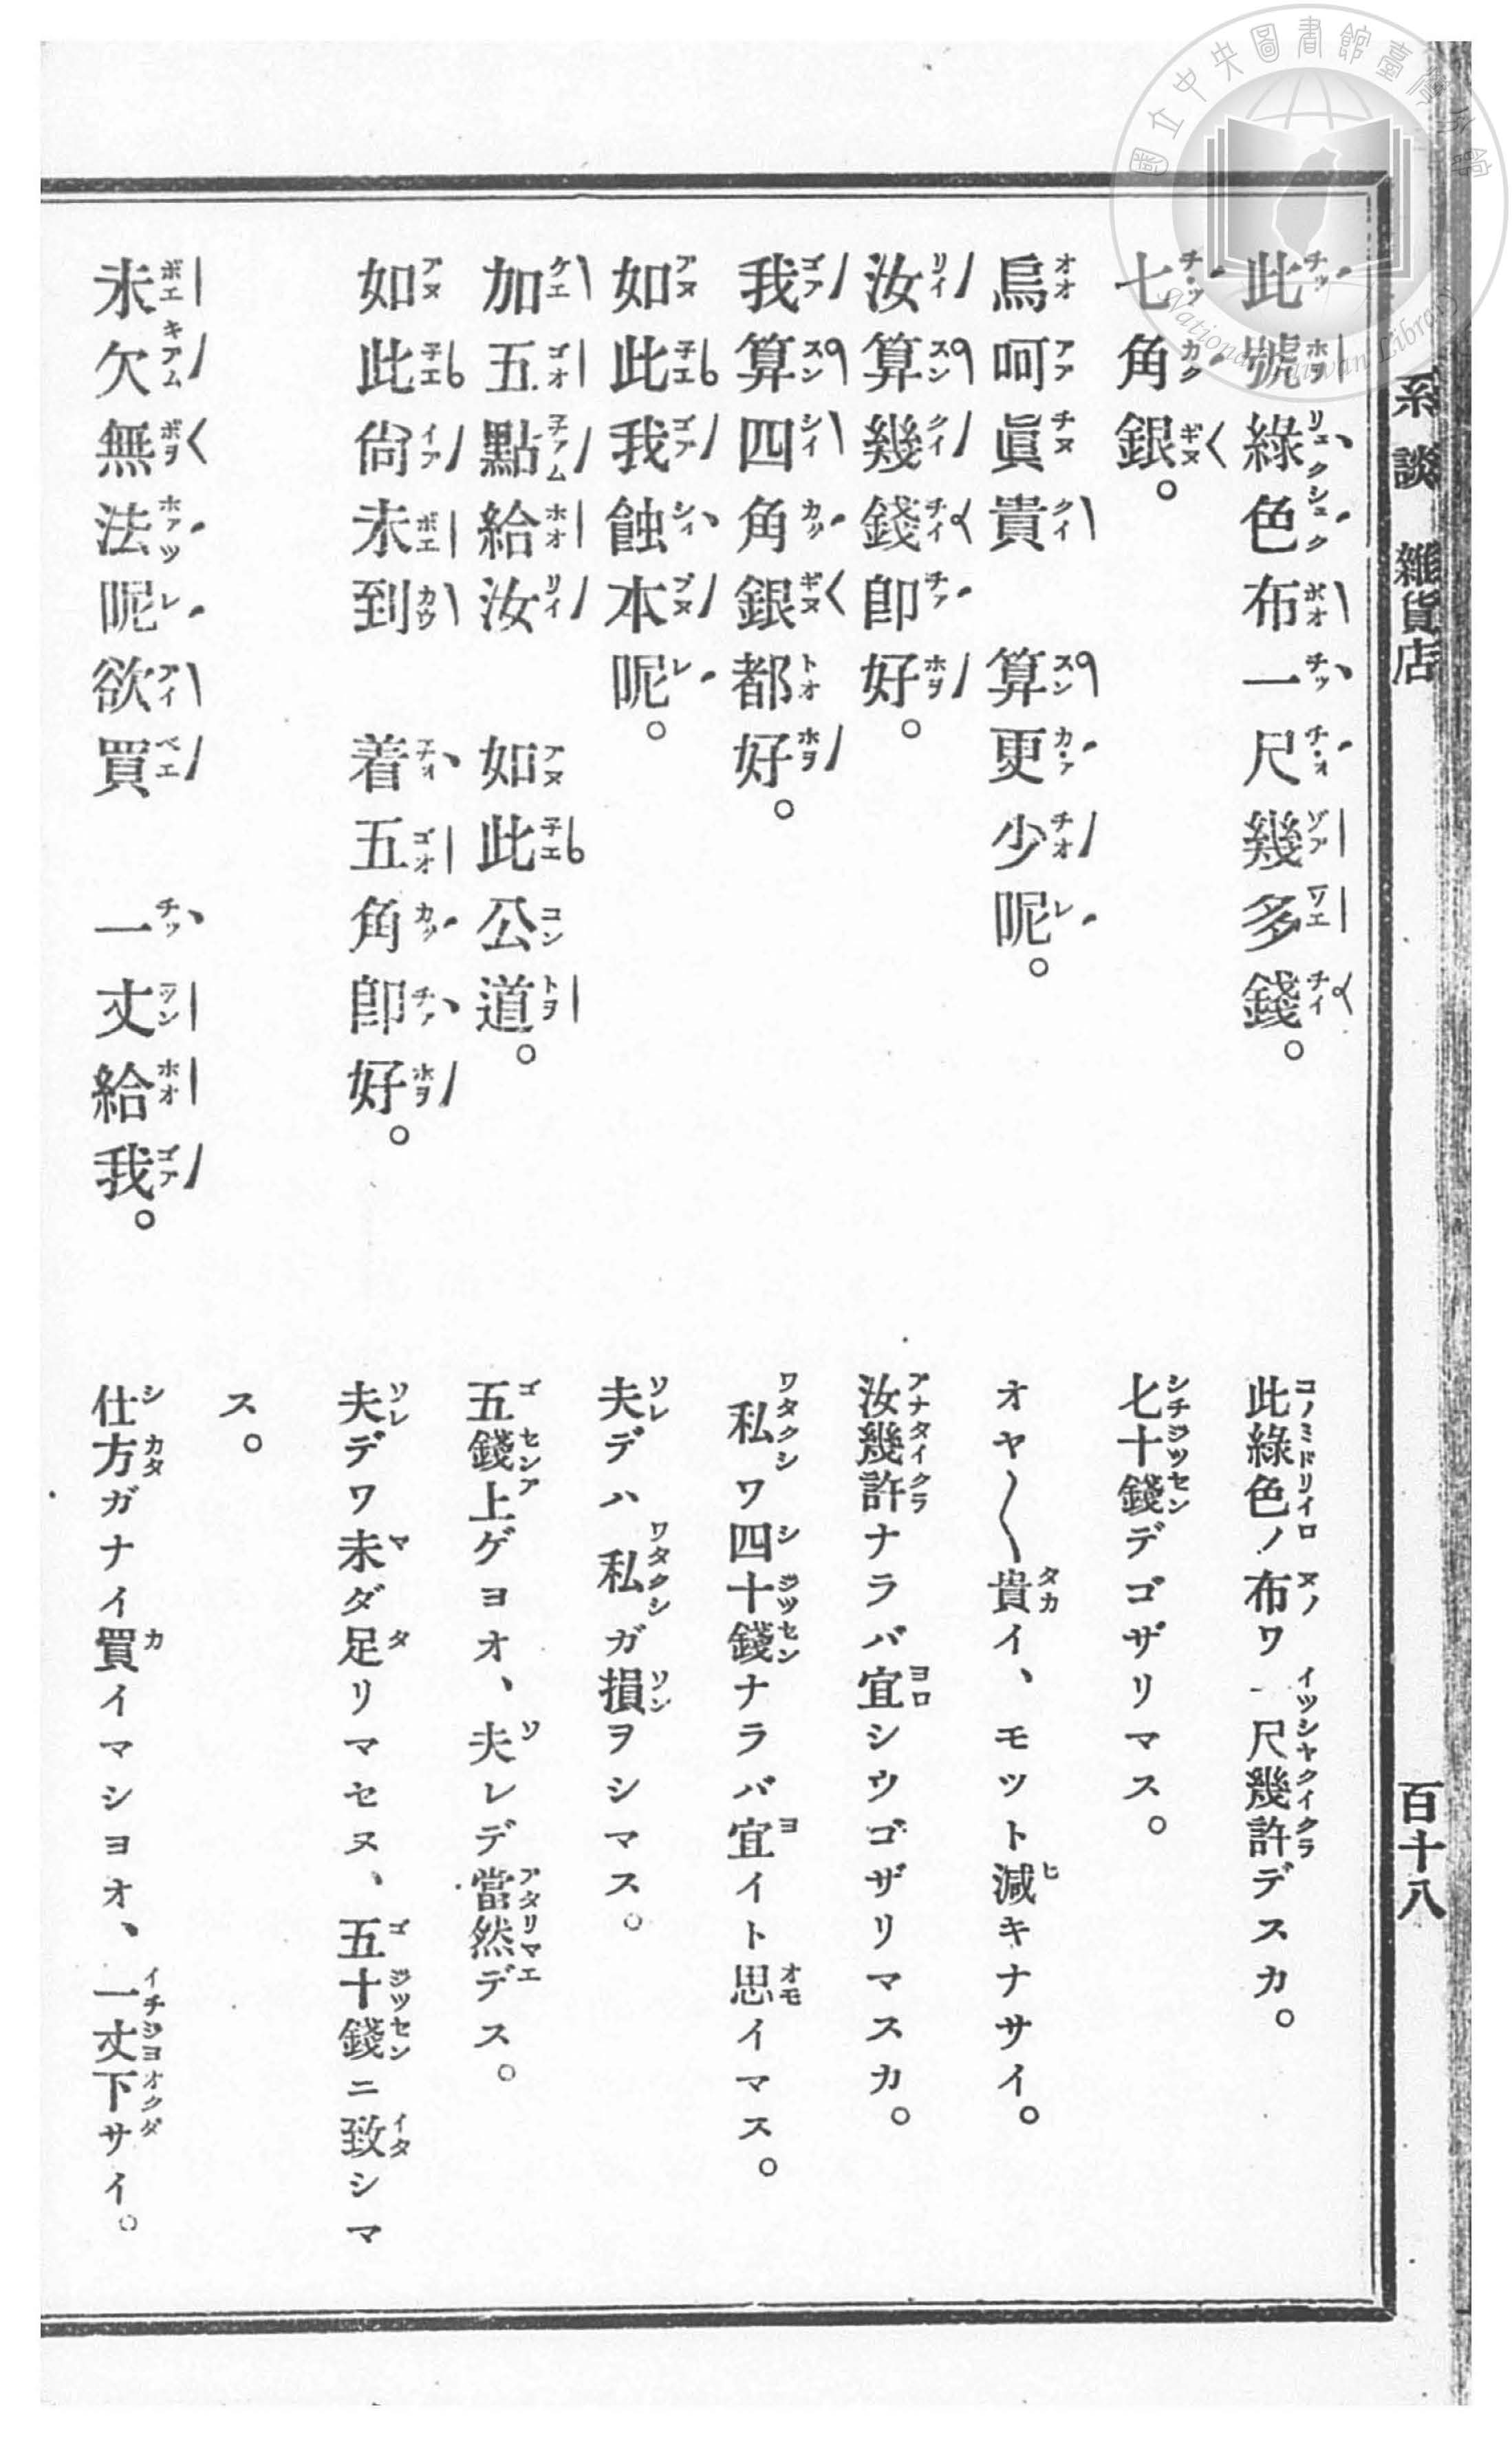 國立中央圖書館臺灣分館
National Taiwan Library
系談 雜貨店 百十八
此號綠色布一尺幾多錢。
此綠色ノ布ワ一尺幾許デスカ。
七角銀。
七十錢デゴザリマス。
烏呵眞貴 算更少呢。
オヤ〳〵貴イ、モツト減キナサイ。
汝算幾錢卽好。
汝幾許ナラバ宜シウゴザリマスカ。
我算四角銀都好。
私ワ四十錢ナラバ宜イト思イマス。
如此我蝕本呢。
夫デハ私ガ損ヲシマス。
加五點給汝 如此公道。
五錢上ゲヨオ、夫レデ當然デス。
如此尙未到 着五角卽好。
夫デワ未ダ足リマセヌ、五十錢ニ致シマ
ス。
未欠無法呢欲買 一丈給我。
仕方ガナイ買イマシヨオ、一丈下サイ。